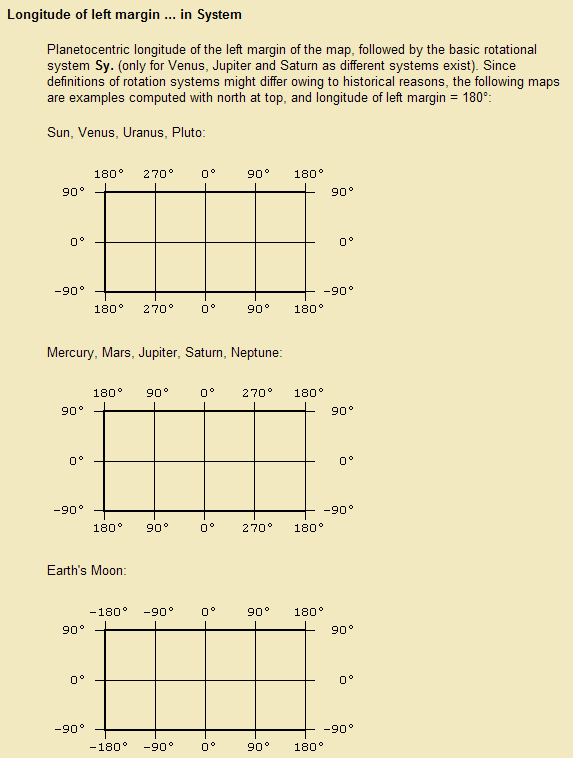 Longitude of left margin ... in System
Planetocentric longitude of the left margin of the map, followed by the basic rotational
system Sy. (only for Venus, Jupiter and Saturn as different systems exist). Since
definitions of rotation systems might differ owing to historical reasons, the following maps
are examples computed with north at top, and longitude of left margin = 180°:
Sun, Venus, Uranus, Pluto:
180° 270° 0° 90° 180°
90° 90°
0° 0°
-90° -90°
180° 270° 0° 90° 180°
Mercury, Mars, Jupiter, Saturn, Neptune:
180° 90° 0° 270° 180°
90° 90°
0° 0°
-90° -90°
180° 90° 0° 270° 180°
Earth's Moon:
-180° -90° 0° 90° 180°
90° 90°
0° 0°
-90° -90°
-180° -90° 0° 90° 180°